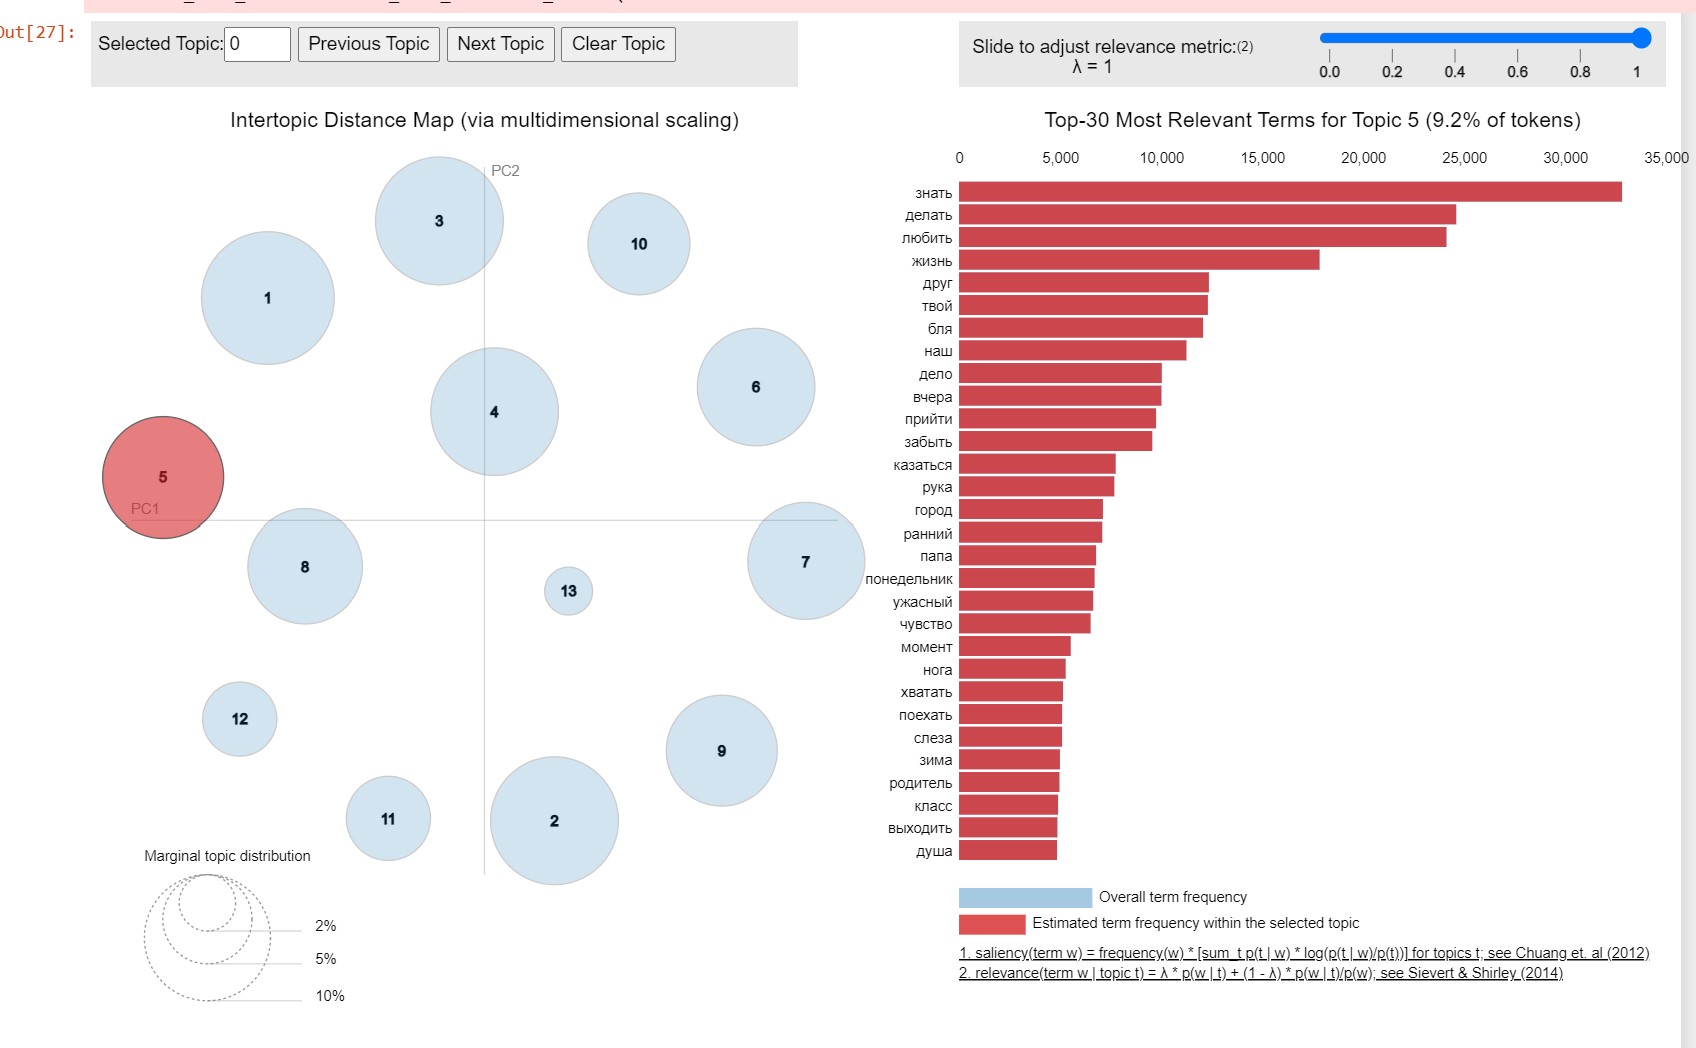 Out[27]:
Selected Topic: 0 Previous Topic Next Topic Clear Topic
Slide to adjust relevance metric:(2)
λ = 1
0.0 0.2 0.4 0.6 0.8 1
Intertopic Distance Map (via multidimensional scaling)
PC2
PC1
3
10
1
6
4
5
8
7
13
12
9
11
2
Marginal topic distribution
2%
5%
10%
Top-30 Most Relevant Terms for Topic 5 (9.2% of tokens)
0 5,000 10,000 15,000 20,000 25,000 30,000 35,000
знать
делать
любить
жизнь
друг
твой
бля
наш
дело
вчера
прийти
забыть
казаться
рука
город
ранний
папа
понедельник
ужасный
чувство
момент
нога
хватать
поехать
слеза
зима
родитель
класс
выходить
душа
Overall term frequency
Estimated term frequency within the selected topic
1. saliency(term w) = frequency(w) * [sum_t p(t | w) * log(p(t | w)/p(t))] for topics t; see Chuang et. al (2012)
2. relevance(term w | topic t) = λ * p(w | t) + (1 - λ) * p(w | t)/p(w); see Sievert & Shirley (2014)